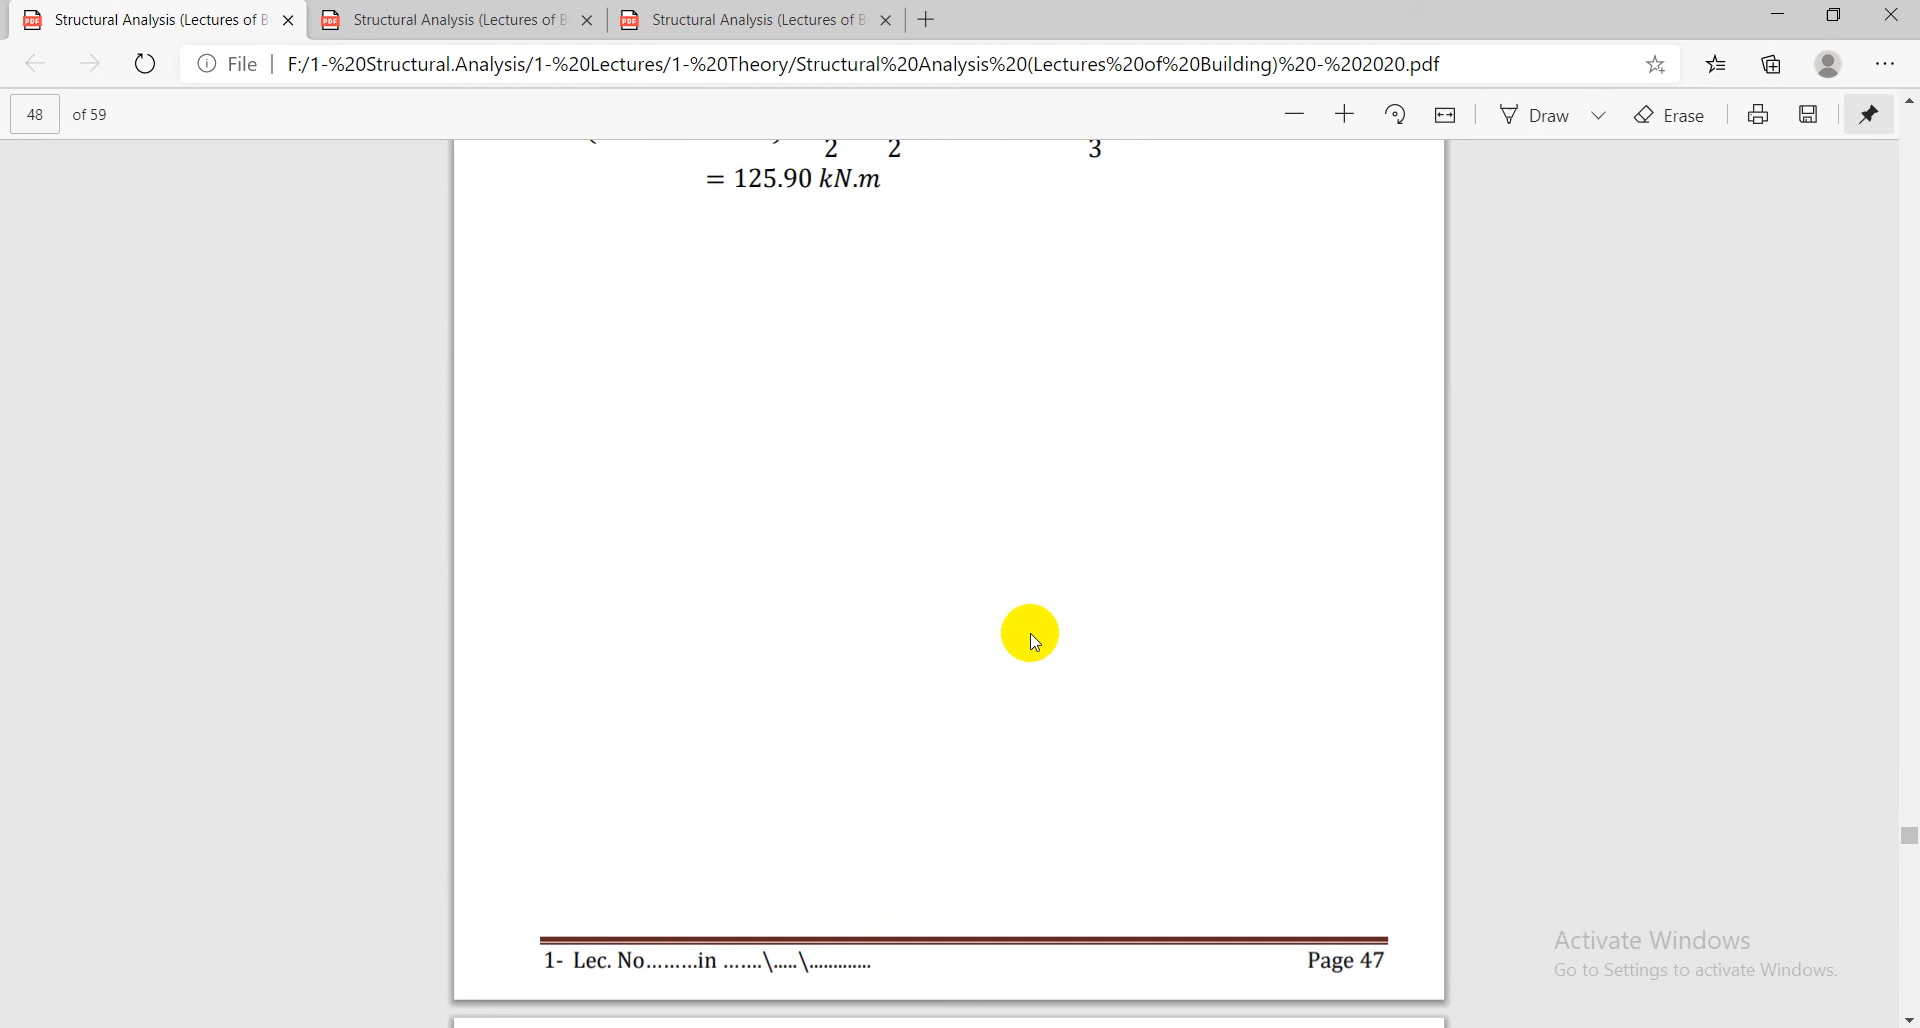 Structural Analysis (Lectures of B
Structural Analysis (Lectures of B
Structural Analysis (Lectures of B
File
F:/1-%20Structural.Analysis/1-%20Lectures/1-%20Theory/Structural%20Analysis%20(Lectures%20of%20Building)%20-%202020.pdf
48 of 59
Draw
Erase
2 2 3
= 125.90 kN.m
Activate Windows
Go to Settings to activate Windows.
1- Lec. No.........in .......\.....\.............
Page 47